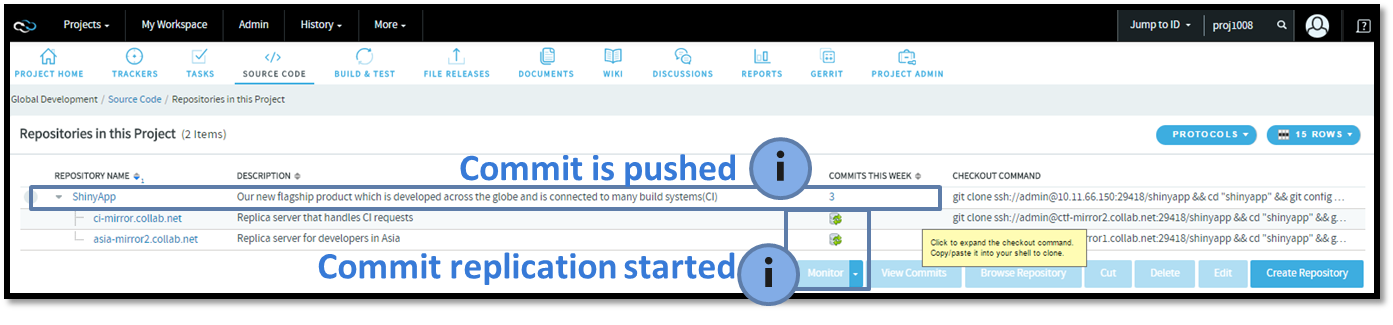 Projects My Workspace Admin History More Jump to ID proj1008
PROJECT HOME TRACKERS TASKS SOURCE CODE BUILD & TEST FILE RELEASES DOCUMENTS WIKI DISCUSSIONS REPORTS GERRIT PROJECT ADMIN
Global Development / Source Code / Repositories in this Project
Repositories in this Project (2 Items) PROTOCOLS 15 ROWS
Commit is pushed i
REPOSITORY NAME 1 DESCRIPTION COMMITS THIS WEEK CHECKOUT COMMAND
ShinyApp Our new flagship product which is developed across the globe and is connected to many build systems(CI) 3 git clone ssh://admin@10.11.66.150:29418/shinyapp && cd "shinyapp" && git config ...
ci-mirror.collab.net Replica server that handles CI requests git clone ssh://admin@ctf-mirror2.collab.net:29418/shinyapp && cd "shinyapp" && g...
asia-mirror2.collab.net Replica server for developers in Asia mirror1.collab.net:29418/shinyapp && cd "shinyapp" && g...
Click to expand the checkout command.
Copy/paste it into your shell to clone.
Commit replication started i
Monitor View Commits Browse Repository Cut Delete Edit Create Repository